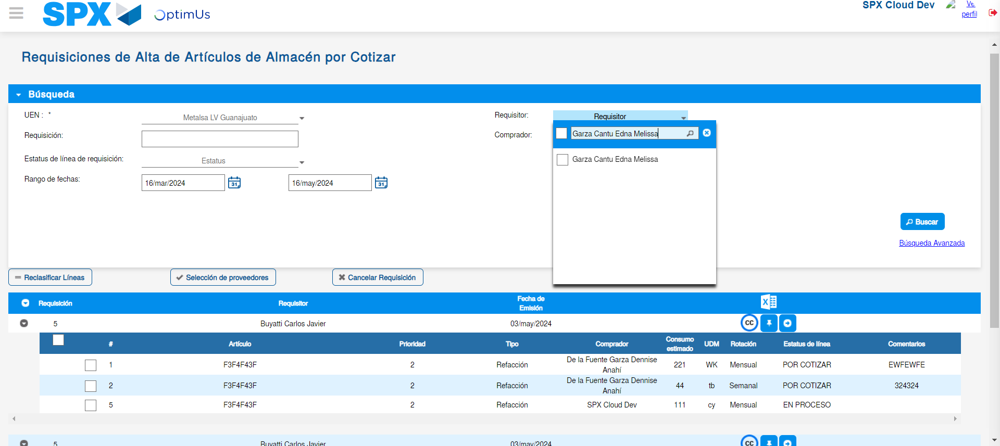 SPX
OptimUs
SPX Cloud Dev
Ve
perfil
Requisiciones de Alta de Artículos de Almacén por Cotizar
Búsqueda
UEN : *
Metalsa LV Guanajuato
Requisitor:
Requisitor
Requisición:
Comprador:
Garza Cantu Edna Melissa
Garza Cantu Edna Melissa
Estatus de línea de requisición:
Estatus
Rango de fechas:
16/mar/2024
31
16/may/2024
31
Buscar
Búsqueda Avanzada
Reclasificar Líneas
Selección de proveedores
Cancelar Requisición
Requisición
Requisitor
Fecha de
Emisión
X
5
Buyatti Carlos Javier
03/may/2024
CC
#
Artículo
Prioridad
Tipo
Comprador
Consumo
estimado
UDM
Rotación
Estatus de línea
Comentarios
1
F3F4F43F
2
Refacción
De la Fuente Garza Dennise
Anahí
221
WK
Mensual
POR COTIZAR
EWFEWFE
2
F3F4F43F
2
Refacción
De la Fuente Garza Dennise
Anahí
44
tb
Semanal
POR COTIZAR
324324
5
F3F4F43F
2
Refacción
SPX Cloud Dev
111
cy
Mensual
EN PROCESO
5
Buyatti Carlos Javier
03/may/2024
CC